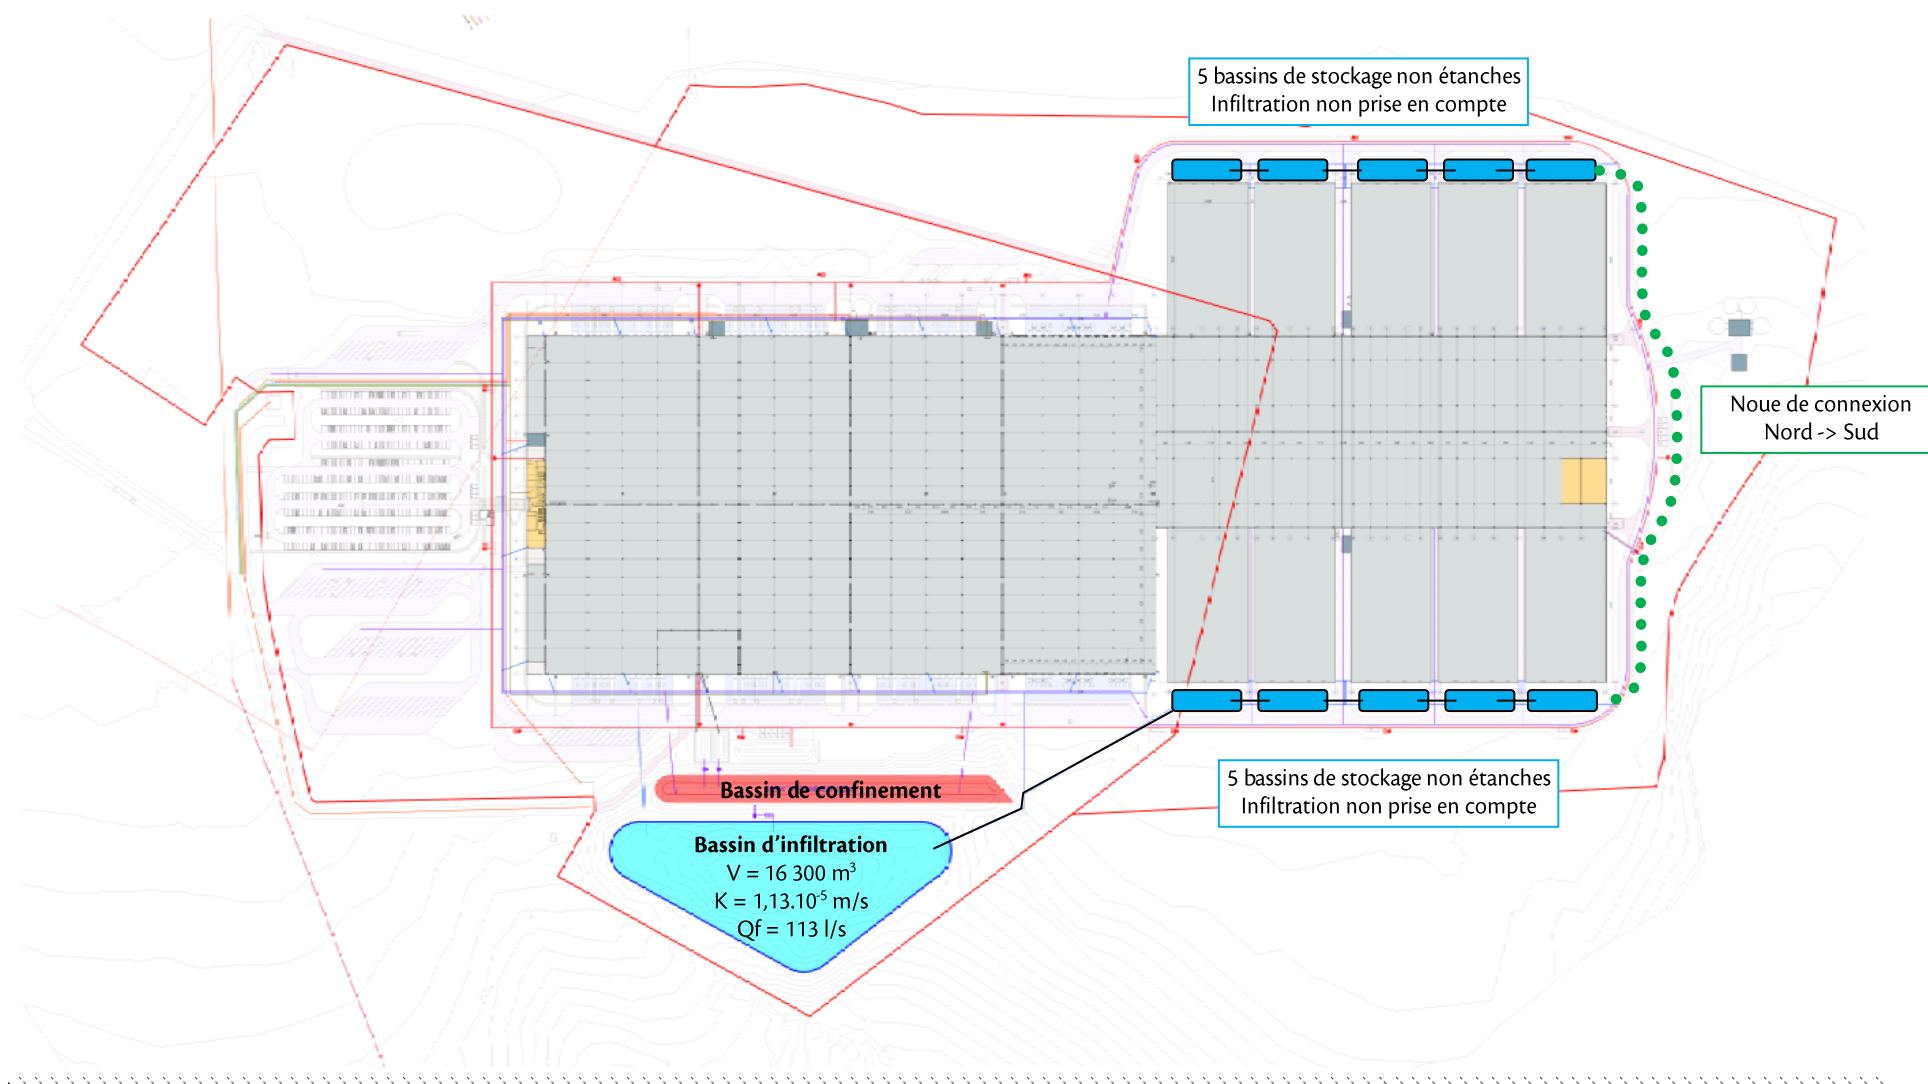 5 bassins de stockage non étanches
Infiltration non prise en compte
Noue de connexion
Nord -> Sud
5 bassins de stockage non étanches
Infiltration non prise en compte
Bassin de confinement
Bassin d’infiltration
V = 16 300 m³
K = 1,13.10⁻⁵ m/s
Qf = 113 l/s